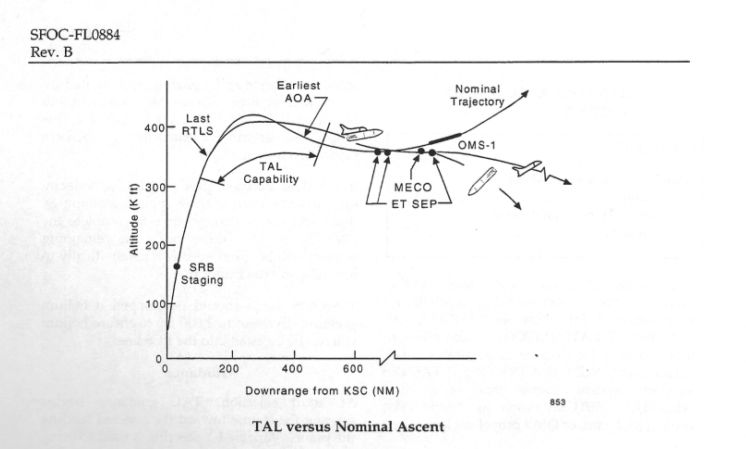 SFOC-FL0884
Rev. B
Earliest
AOA
Nominal
Trajectory
Last
RTLS
400
OMS-1
TAL
Capability
300
MECO
ET SEP
Altitude (K ft)
200
SRB
Staging
100
0
0
200
400
600
Downrange from KSC (NM)
853
TAL versus Nominal Ascent